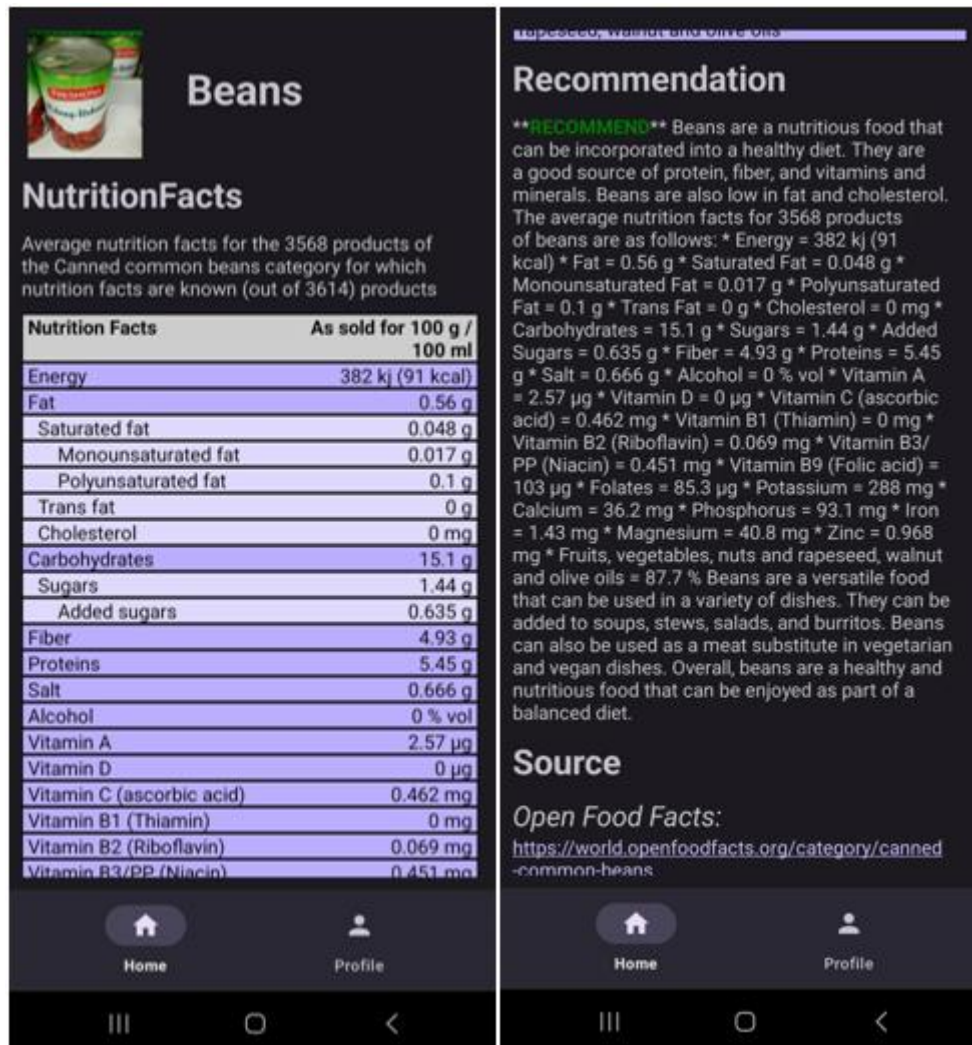 Beans
NutritionFacts
Average nutrition facts for the 3568 products of
the Canned common beans category for which
nutrition facts are known (out of 3614) products
Nutrition Facts As sold for 100 g /
100 ml
Energy 382 kj (91 kcal)
Fat 0.56 g
Saturated fat 0.048 g
Monounsaturated fat 0.017 g
Polyunsaturated fat 0.1 g
Trans fat 0 g
Cholesterol 0 mg
Carbohydrates 15.1 g
Sugars 1.44 g
Added sugars 0.635 g
Fiber 4.93 g
Proteins 5.45 g
Salt 0.666 g
Alcohol 0 % vol
Vitamin A 2.57 µg
Vitamin D 0 µg
Vitamin C (ascorbic acid) 0.462 mg
Vitamin B1 (Thiamin) 0 mg
Vitamin B2 (Riboflavin) 0.069 mg
Vitamin B3/PP (Niacin) 0.451 mg
Home Profile
rapeseed, walnut and olive oils
Recommendation
**RECOMMEND** Beans are a nutritious food that
can be incorporated into a healthy diet. They are
a good source of protein, fiber, and vitamins and
minerals. Beans are also low in fat and cholesterol.
The average nutrition facts for 3568 products
of beans are as follows: * Energy = 382 kj (91
kcal) * Fat = 0.56 g * Saturated Fat = 0.048 g *
Monounsaturated Fat = 0.017 g * Polyunsaturated
Fat = 0.1 g * Trans Fat = 0 g * Cholesterol = 0 mg *
Carbohydrates = 15.1 g * Sugars = 1.44 g * Added
Sugars = 0.635 g * Fiber = 4.93 g * Proteins = 5.45
g * Salt = 0.666 g * Alcohol = 0 % vol * Vitamin A
= 2.57 µg * Vitamin D = 0 µg * Vitamin C (ascorbic
acid) = 0.462 mg * Vitamin B1 (Thiamin) = 0 mg *
Vitamin B2 (Riboflavin) = 0.069 mg * Vitamin B3/
PP (Niacin) = 0.451 mg * Vitamin B9 (Folic acid) =
103 µg * Folates = 85.3 µg * Potassium = 288 mg *
Calcium = 36.2 mg * Phosphorus = 93.1 mg * Iron
= 1.43 mg * Magnesium = 40.8 mg * Zinc = 0.968
mg * Fruits, vegetables, nuts and rapeseed, walnut
and olive oils = 87.7 % Beans are a versatile food
that can be used in a variety of dishes. They can be
added to soups, stews, salads, and burritos. Beans
can also be used as a meat substitute in vegetarian
and vegan dishes. Overall, beans are a healthy and
nutritious food that can be enjoyed as part of a
balanced diet.
Source
Open Food Facts:
https://world.openfoodfacts.org/category/canned
-common-beans
Home Profile